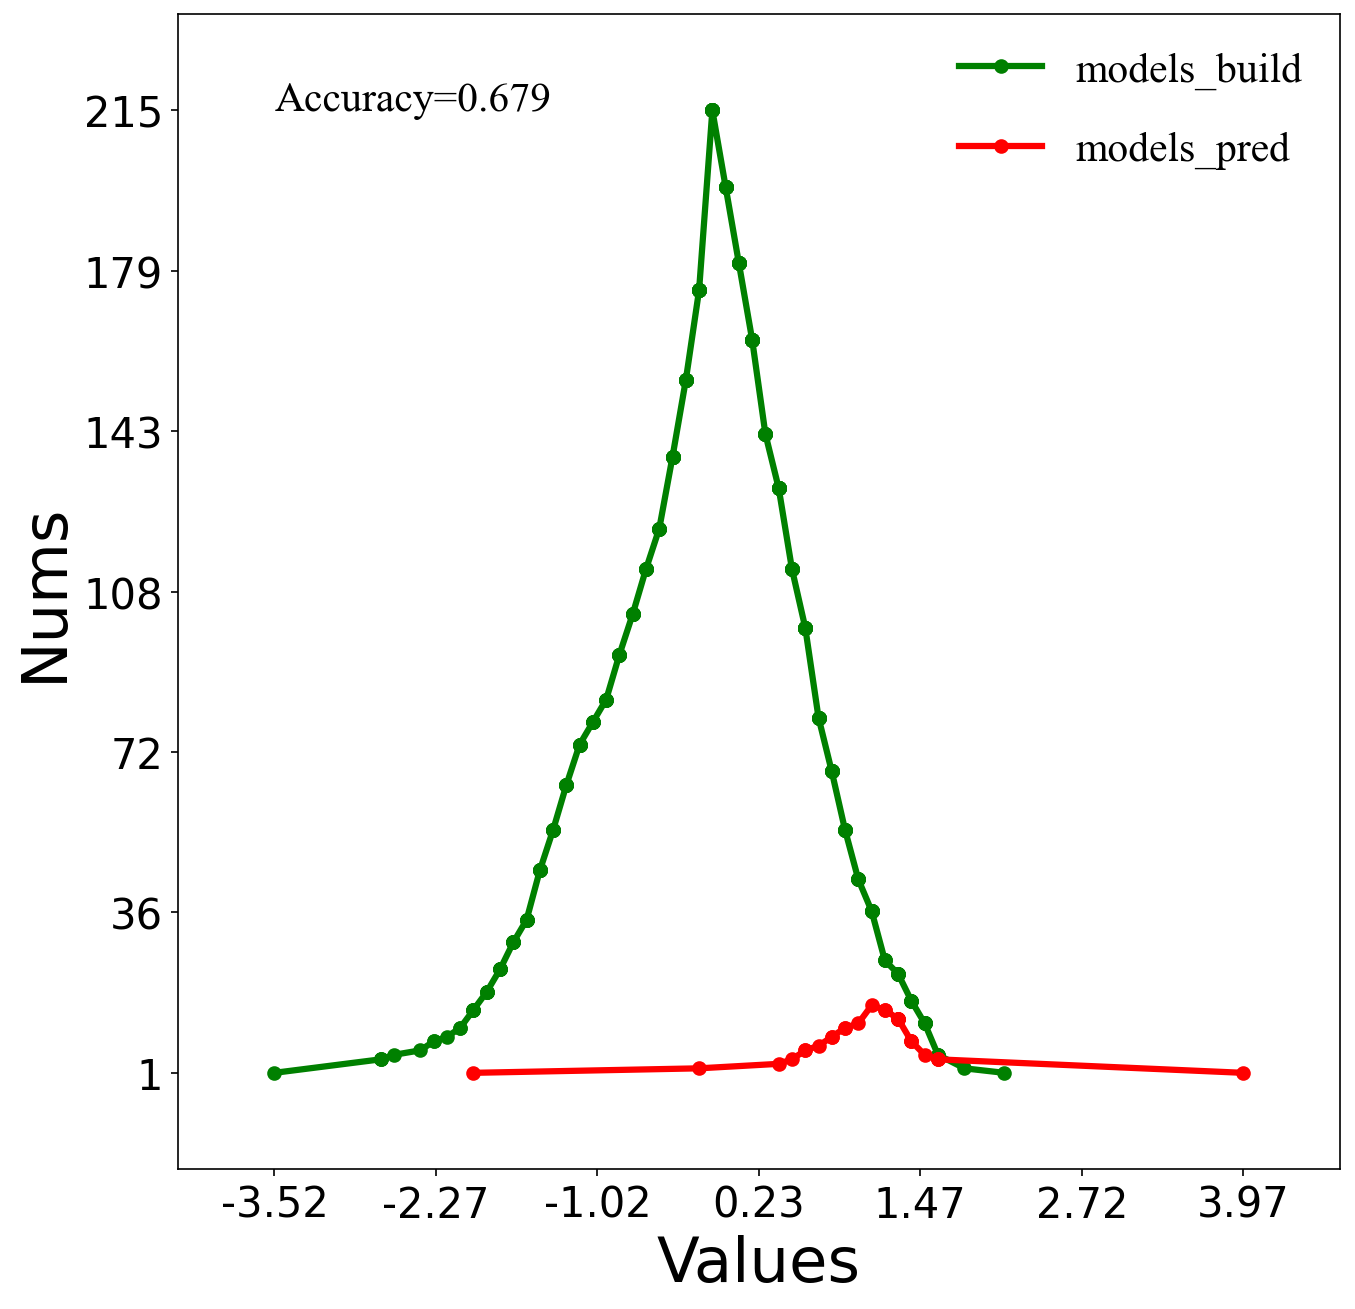 Accuracy=0.679
models_build
models_pred
Nums
215
179
143
108
72
36
1
-3.52 -2.27 -1.02 0.23 1.47 2.72 3.97
Values